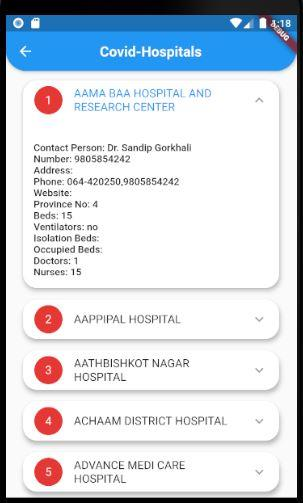 1:18
DEBUG
Covid-Hospitals
1
AAMA BAA HOSPITAL AND
RESEARCH CENTER
Contact Person: Dr. Sandip Gorkhali
Number: 9805854242
Address:
Phone: 064-420250,9805854242
Website:
Province No: 4
Beds: 15
Ventilators: no
Isolation Beds:
Occupied Beds:
Doctors: 1
Nurses: 15
2
AAPPIPAL HOSPITAL
3
AATHBISHKOT NAGAR
HOSPITAL
4
ACHAAM DISTRICT HOSPITAL
5
ADVANCE MEDI CARE
HOSPITAL